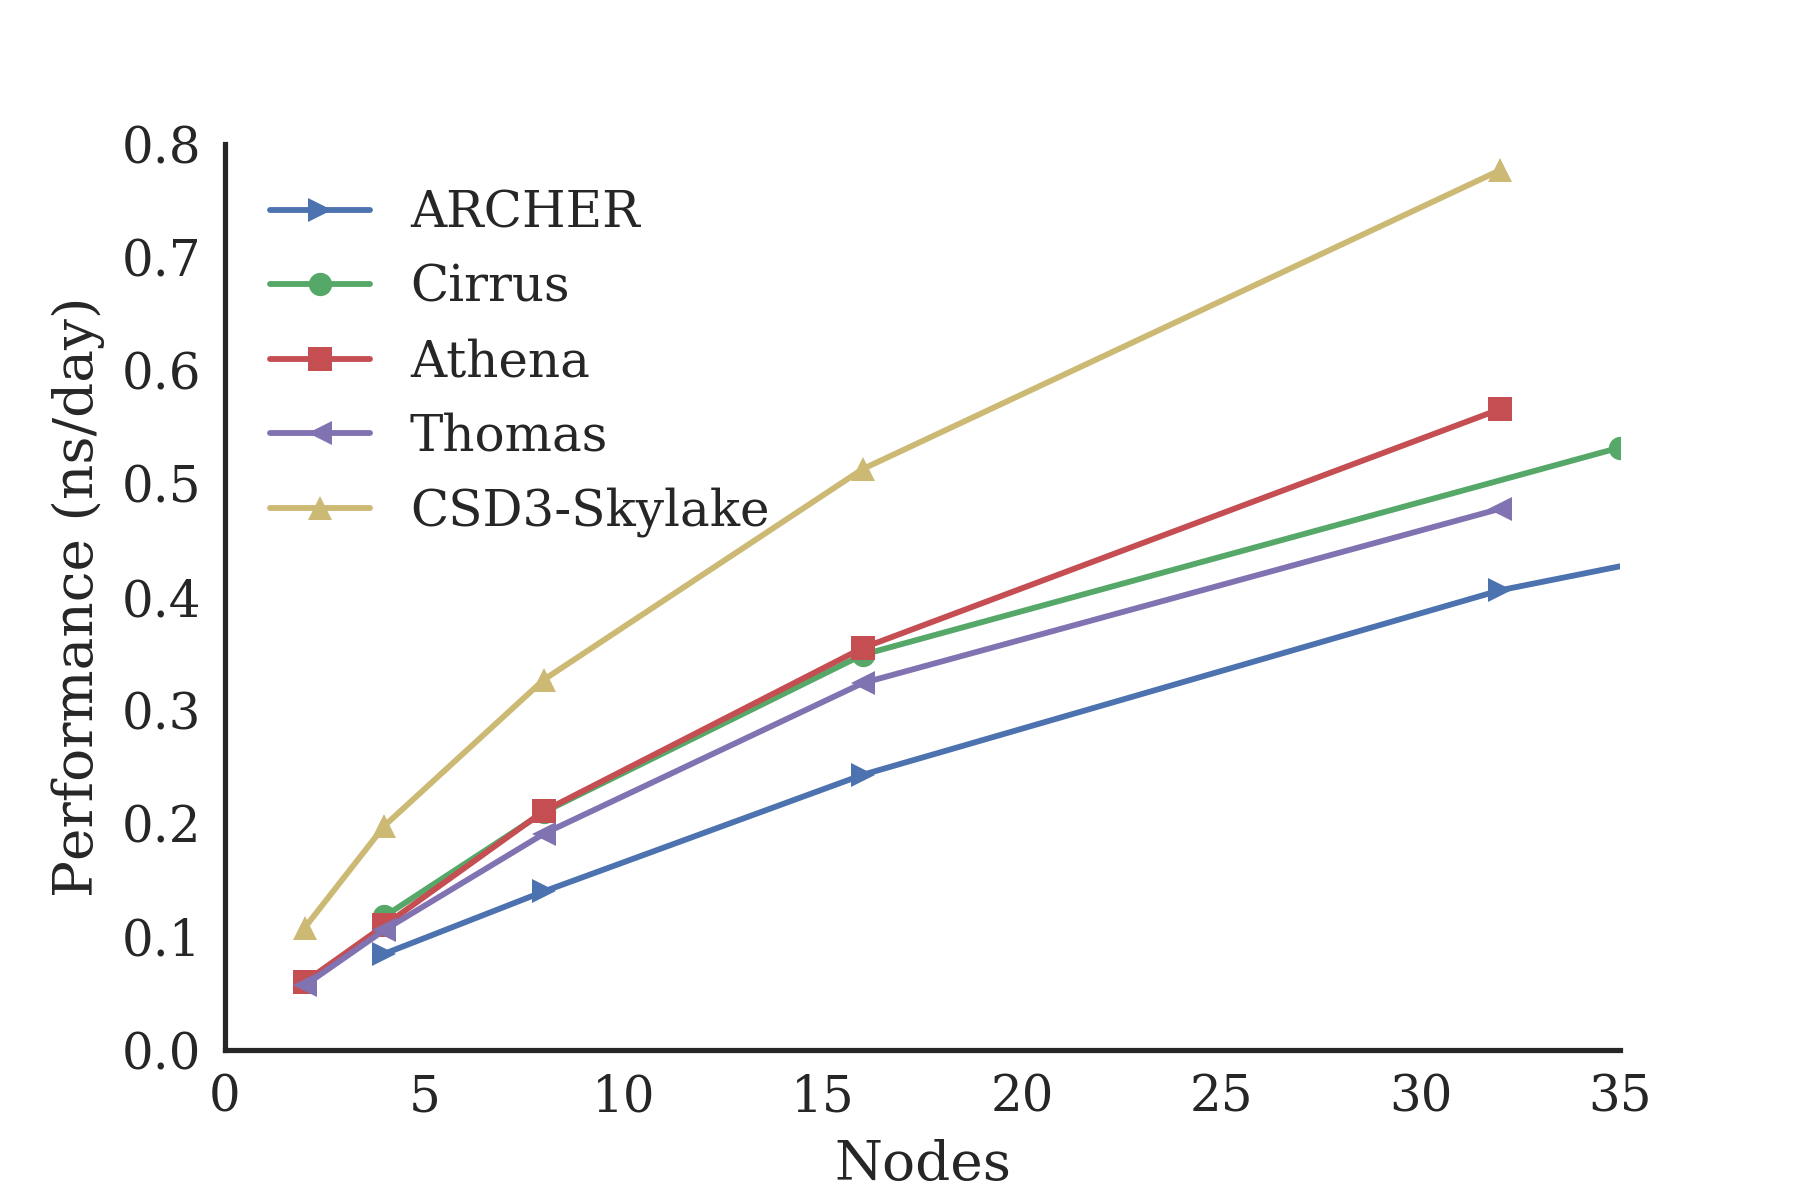 0.8
0.7
0.6
0.5
0.4
0.3
0.2
0.1
0.0
Performance (ns/day)
ARCHER
Cirrus
Athena
Thomas
CSD3-Skylake
0 5 10 15 20 25 30 35
Nodes